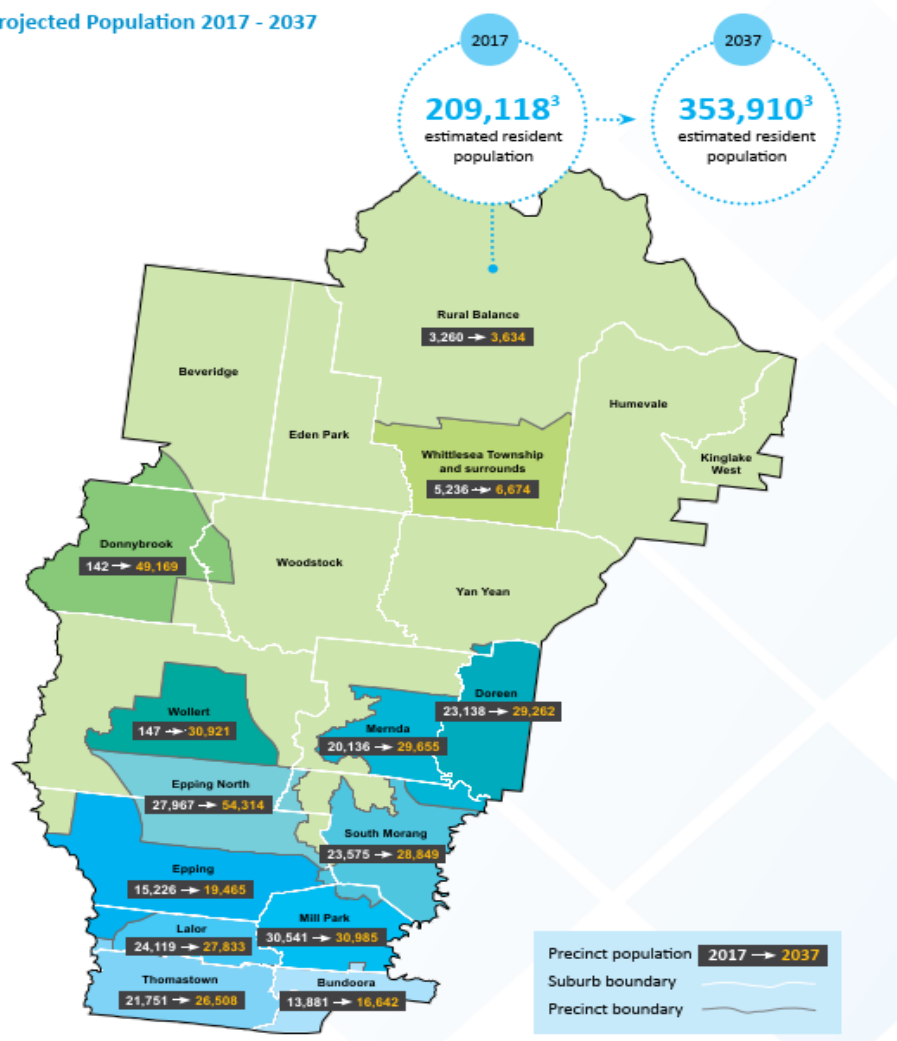 rojected Population 2017 - 2037
2017
209,118³
estimated resident
population
2037
353,910³
estimated resident
population
Rural Balance
3,260 → 3,634
Beveridge
Eden Park
Humevale
Kinglake
West
Whittlesea Township
and surrounds
5,236 → 6,674
Donnybrook
142 → 49,169
Woodstock
Yan Yean
Doreen
23,138 → 29,262
Wollert
147 → 30,921
Mernda
20,136 → 29,655
Epping North
27,967 → 54,314
South Morang
23,575 → 28,849
Epping
15,226 → 19,465
Mill Park
30,541 → 30,985
Lalor
24,119 → 27,833
Thomastown
21,751 → 26,508
Bundoora
13,881 → 16,642
Precinct population 2017 → 2037
Suburb boundary
Precinct boundary